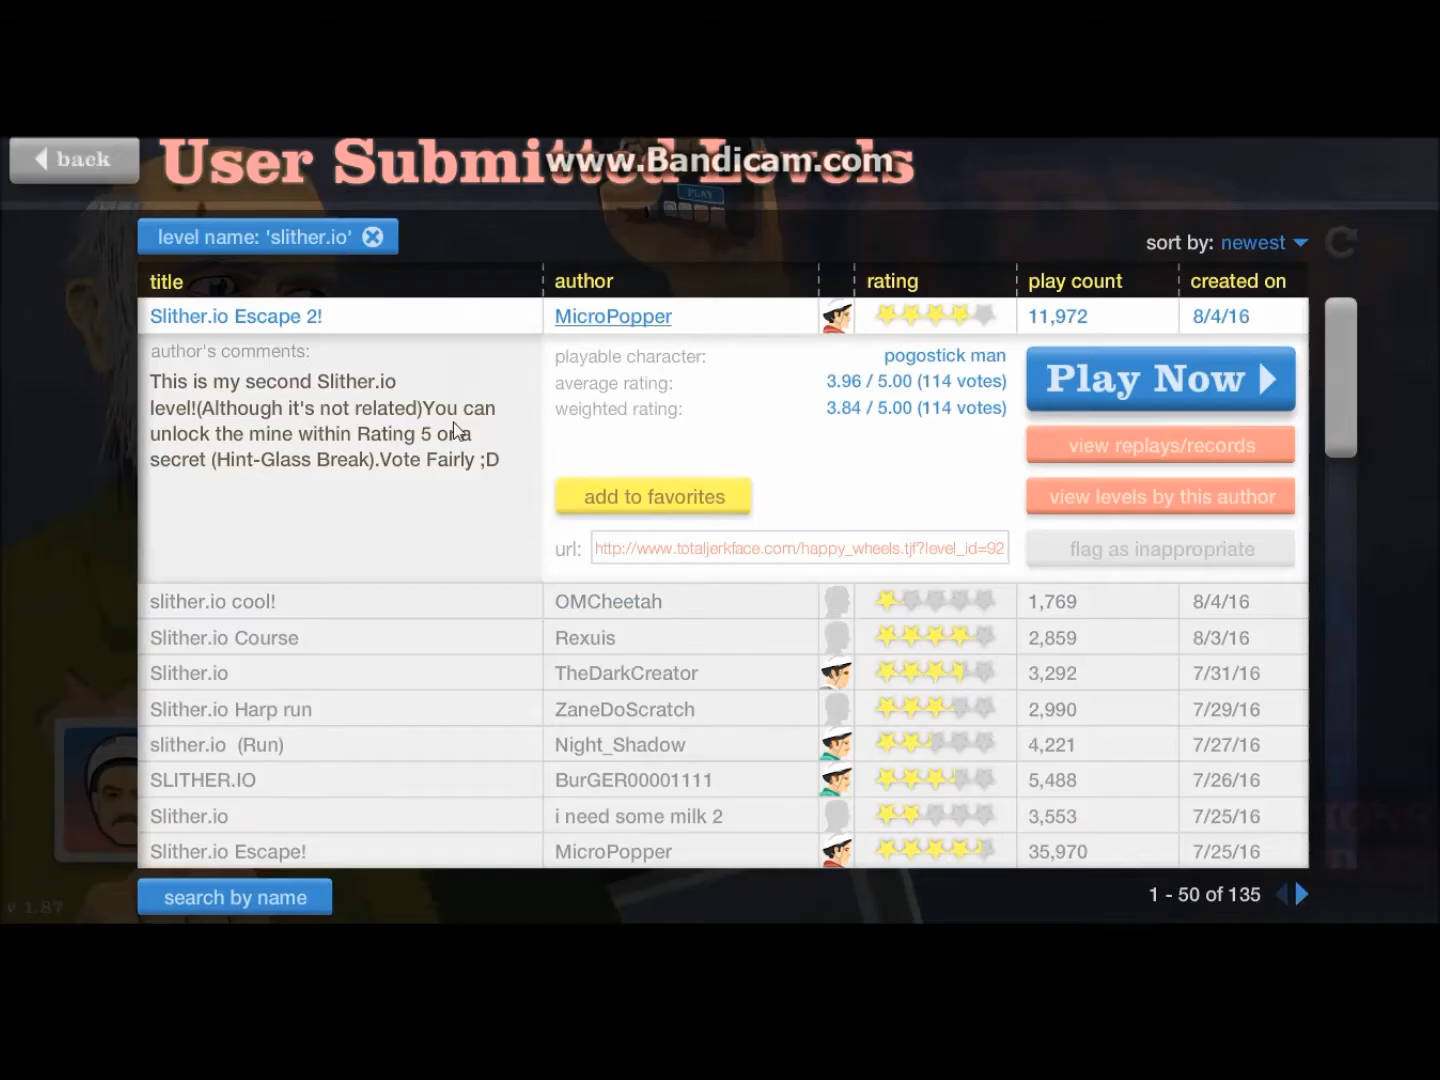 back
User Submitted Levels
www.Bandicam.com
PLAY
level name: 'slither.io'
sort by: newest
title author rating play count created on
Slither.io Escape 2! MicroPopper 11,972 8/4/16
author's comments:
This is my second Slither.io
level!(Although it's not related)You can
unlock the mine within Rating 5 or a
secret (Hint-Glass Break).Vote Fairly ;D
playable character: pogostick man
average rating: 3.96 / 5.00 (114 votes)
weighted rating: 3.84 / 5.00 (114 votes)
add to favorites
url: http://www.totaljerkface.com/happy_wheels.tjf?level_id=92
Play Now
view replays/records
view levels by this author
flag as inappropriate
slither.io cool! OMCheetah 1,769 8/4/16
Slither.io Course Rexuis 2,859 8/3/16
Slither.io TheDarkCreator 3,292 7/31/16
Slither.io Harp run ZaneDoScratch 2,990 7/29/16
slither.io (Run) Night_Shadow 4,221 7/27/16
SLITHER.IO BurGER00001111 5,488 7/26/16
Slither.io i need some milk 2 3,553 7/25/16
Slither.io Escape! MicroPopper 35,970 7/25/16
search by name
1 - 50 of 135
v 1.87